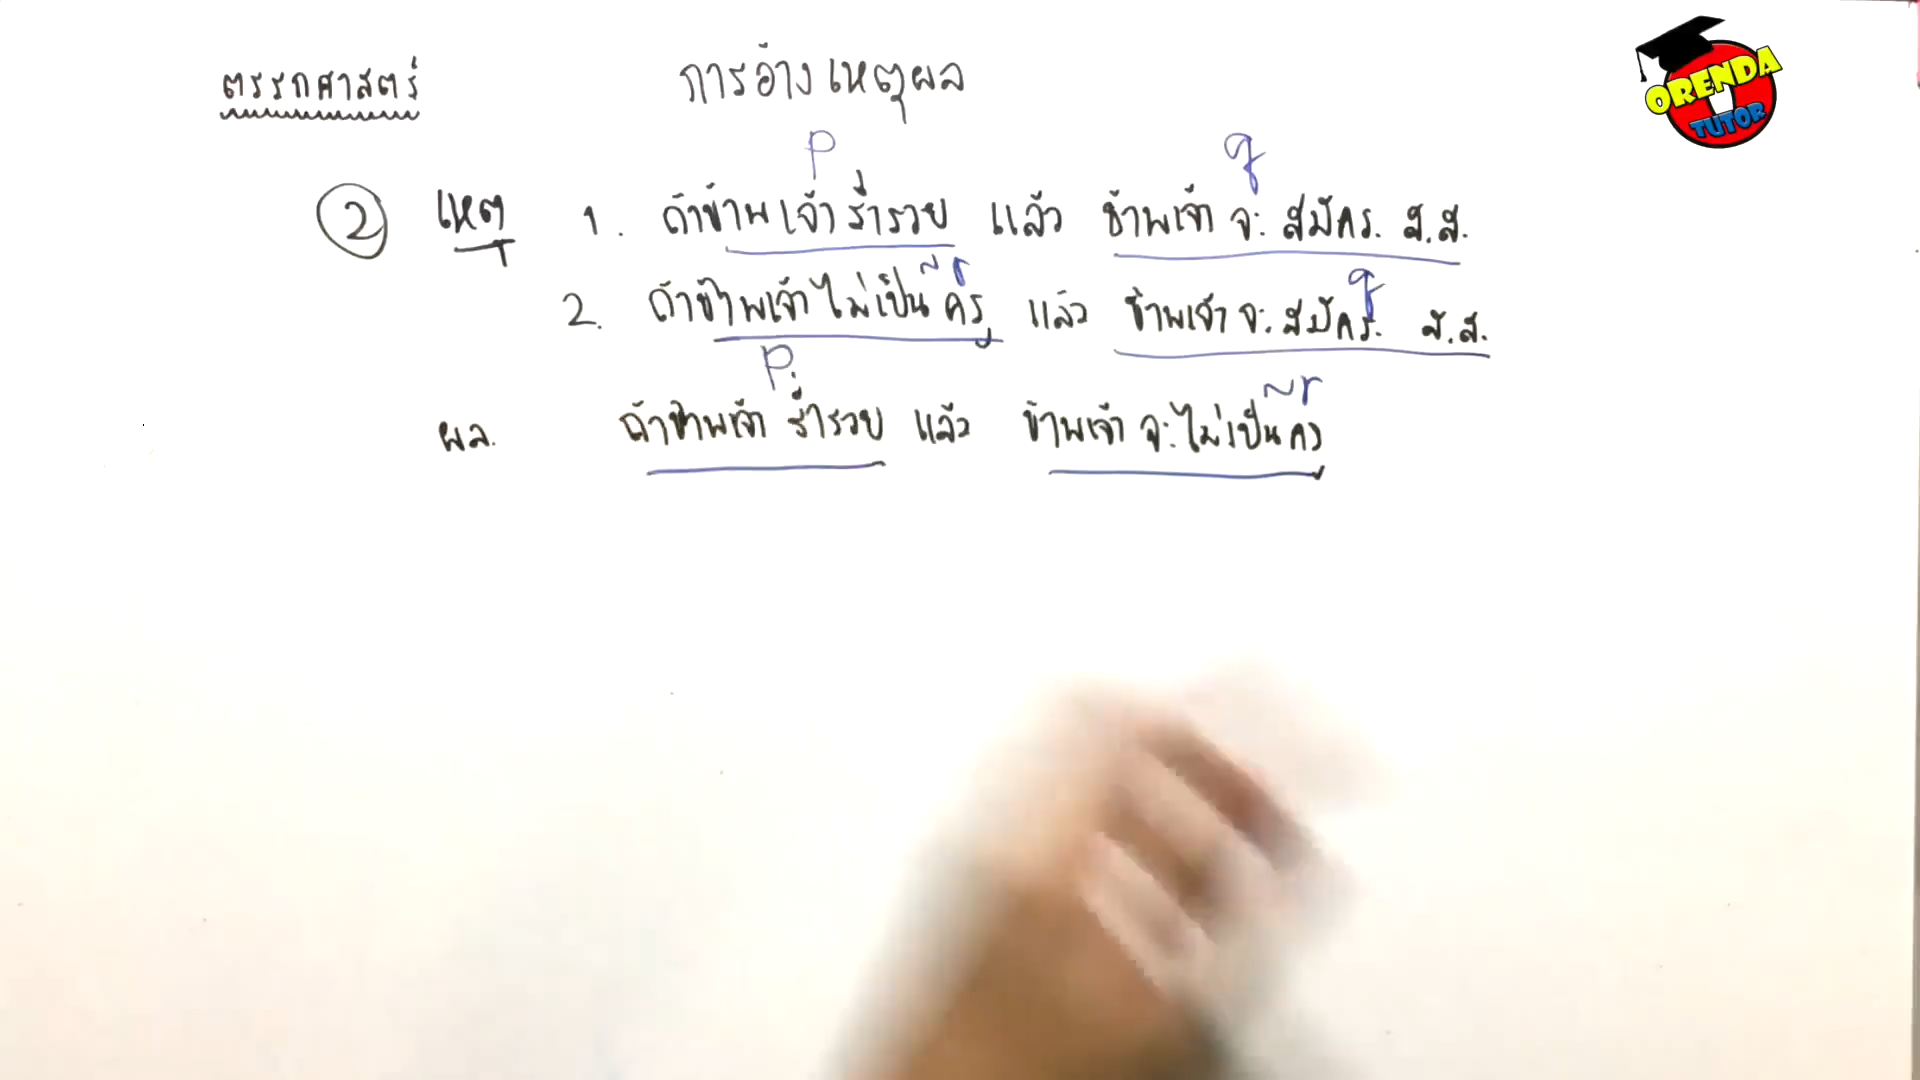 ตรรกศาสตร์
การอ้างเหตุผล
ORENDA
TUTOR
p q
② เหตุ 1. ถ้าข้าพเจ้าร่ำรวย แล้ว ข้าพเจ้า จะ สมัคร ส.ส.
~r q
2. ถ้าข้าพเจ้าไม่เป็นครู แล้ว ข้าพเจ้า จะ สมัคร ส.ส.
p ~r
ผล. ถ้าข้าพเจ้า ร่ำรวย แล้ว ข้าพเจ้า จะไม่เป็นครู